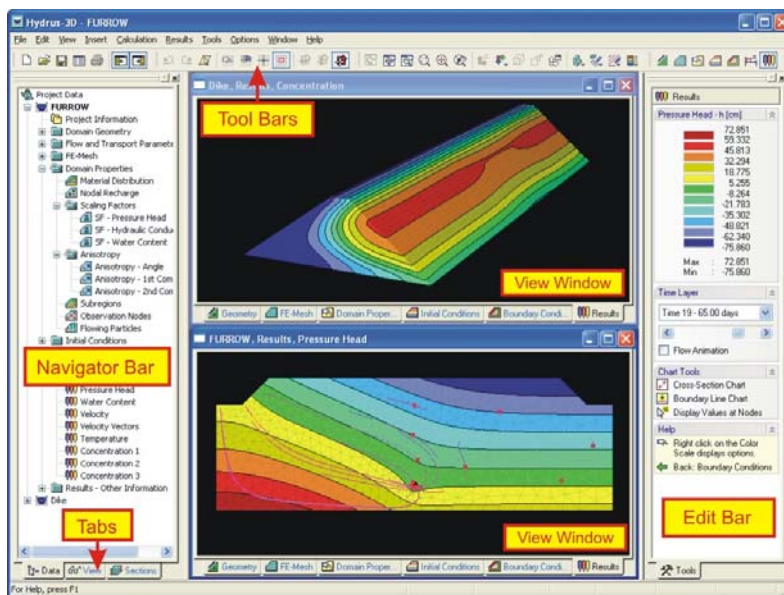 Hydrus-3D - FURROW
File Edit View Insert Calculation Results Tools Options Window Help
Tool Bars
Project Data
FURROW
Project Information
Domain Geometry
Flow and Transport Paramete
FE-Mesh
Domain Properties
Material Distribution
Nodal Recharge
Scaling Factors
SF - Pressure Head
SF - Hydraulic Condu
SF - Water Content
Anisotropy
Anisotropy - Angle
Anisotropy - 1st Com
Anisotropy - 2nd Con
Subregions
Observation Nodes
Flowing Particles
Initial Conditions
Navigator Bar
Pressure Head
Water Content
Velocity
Velocity Vectors
Temperature
Concentration 1
Concentration 2
Concentration 3
Results - Other Information
Dike
Tabs
Data View Sections
For Help, press F1
Dike, Results, Concentration
View Window
Geometry FE-Mesh Domain Proper... Initial Conditions Boundary Condi... Results
FURROW, Results, Pressure Head
View Window
Geometry FE-Mesh Domain Proper... Initial Conditions Boundary Condi... Results
Results
Pressure Head - h [cm]
72.851
59.332
45.813
32.294
18.775
5.255
-8.264
-21.783
-35.302
-48.821
-62.340
-75.860
Max : 72.851
Min : -75.860
Time Layer
Time 19 - 65.00 days
Flow Animation
Chart Tools
Cross-Section Chart
Boundary Line Chart
Display Values at Nodes
Help
Right click on the Color
Scale displays options.
Back: Boundary Conditions
Edit Bar
Tools